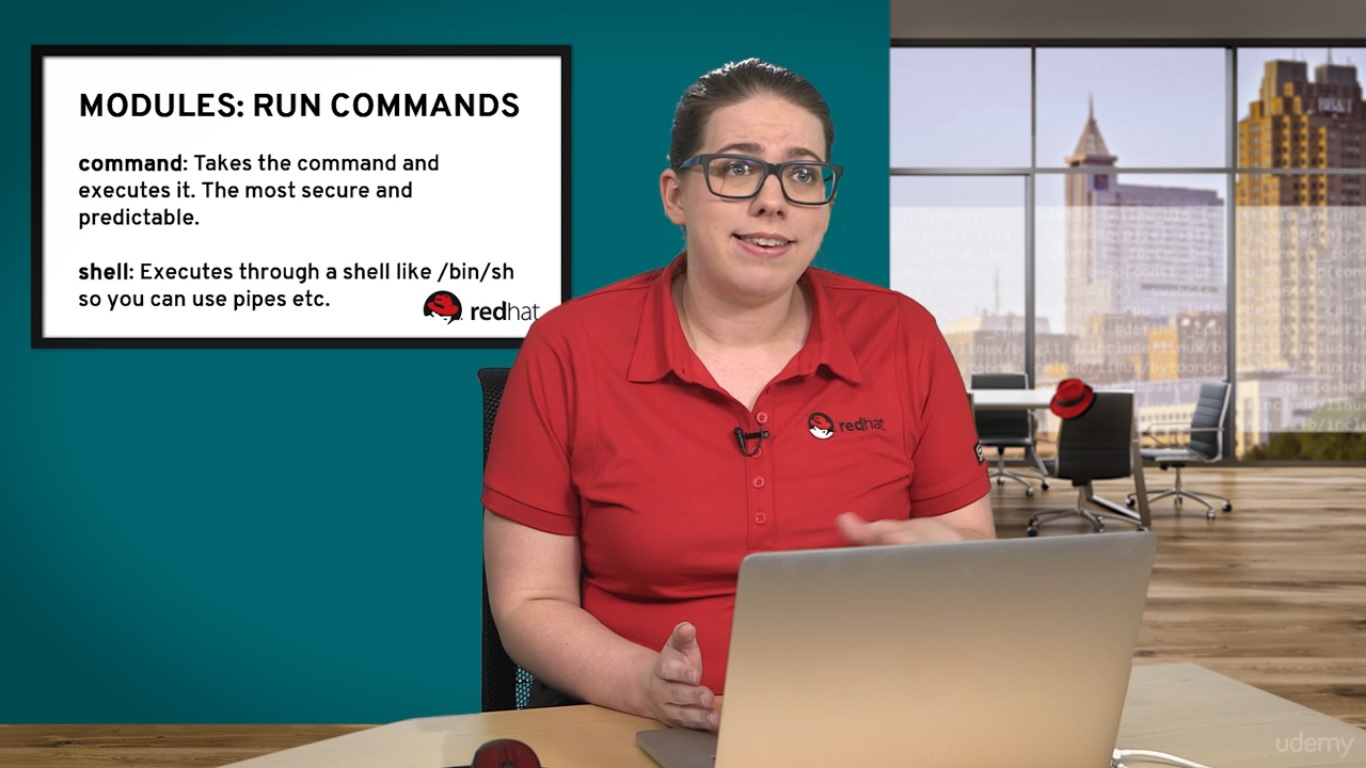 MODULES: RUN COMMANDS
command: Takes the command and
executes it. The most secure and
predictable.
shell: Executes through a shell like /bin/sh
so you can use pipes etc.
redhat
redhat
BB&T
udemy